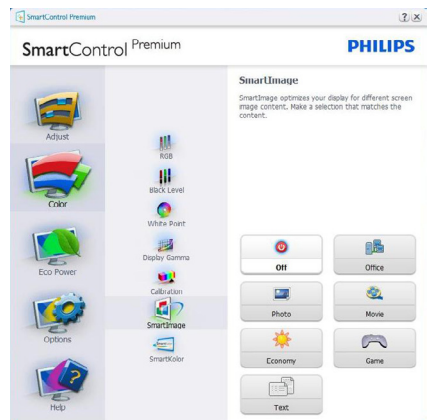 SmartControl Premium
SmartControl Premium
PHILIPS
Adjust
Color
Eco Power
Options
Help
RGB
Black Level
White Point
Display Gamma
Calibration
SmartImage
SmartKolor
SmartImage
SmartImage optimizes your display for different screen
image content. Make a selection that matches the
content.
Off
Office
Photo
Movie
Economy
Game
Text